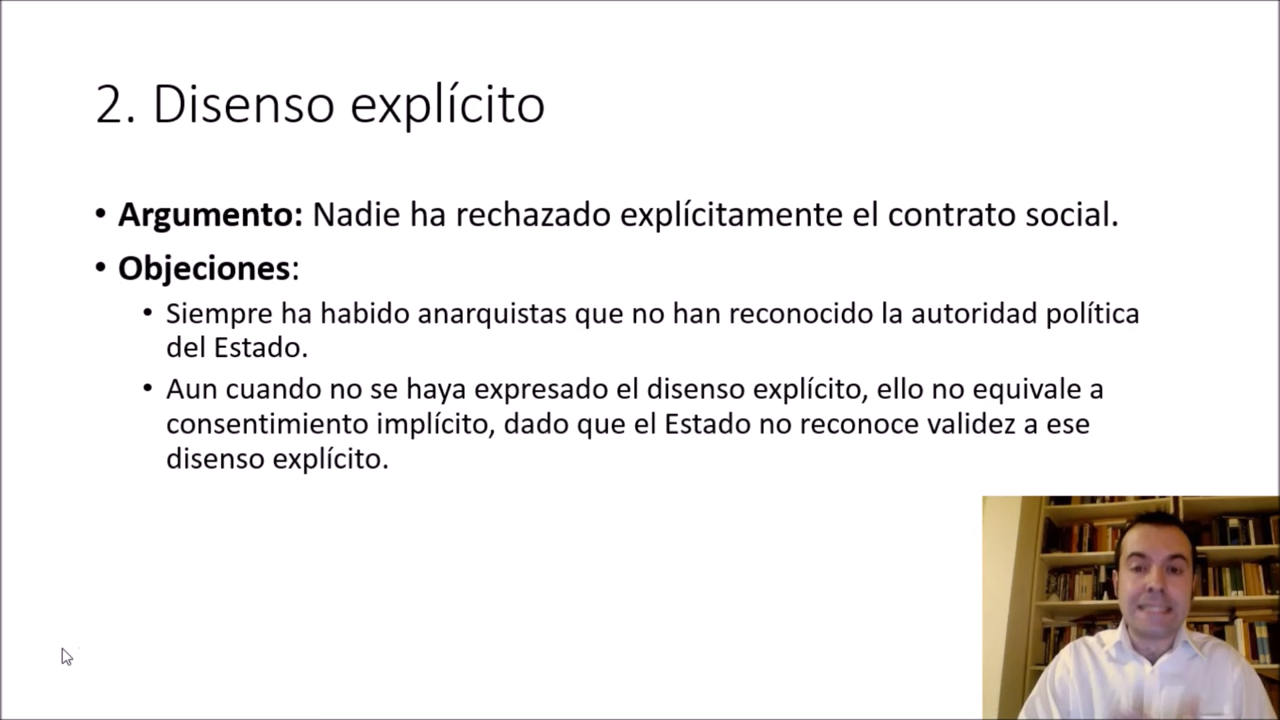 2. Disenso explícito
• Argumento: Nadie ha rechazado explícitamente el contrato social.
• Objeciones:
• Siempre ha habido anarquistas que no han reconocido la autoridad política
del Estado.
• Aun cuando no se haya expresado el disenso explícito, ello no equivale a
consentimiento implícito, dado que el Estado no reconoce validez a ese
disenso explícito.